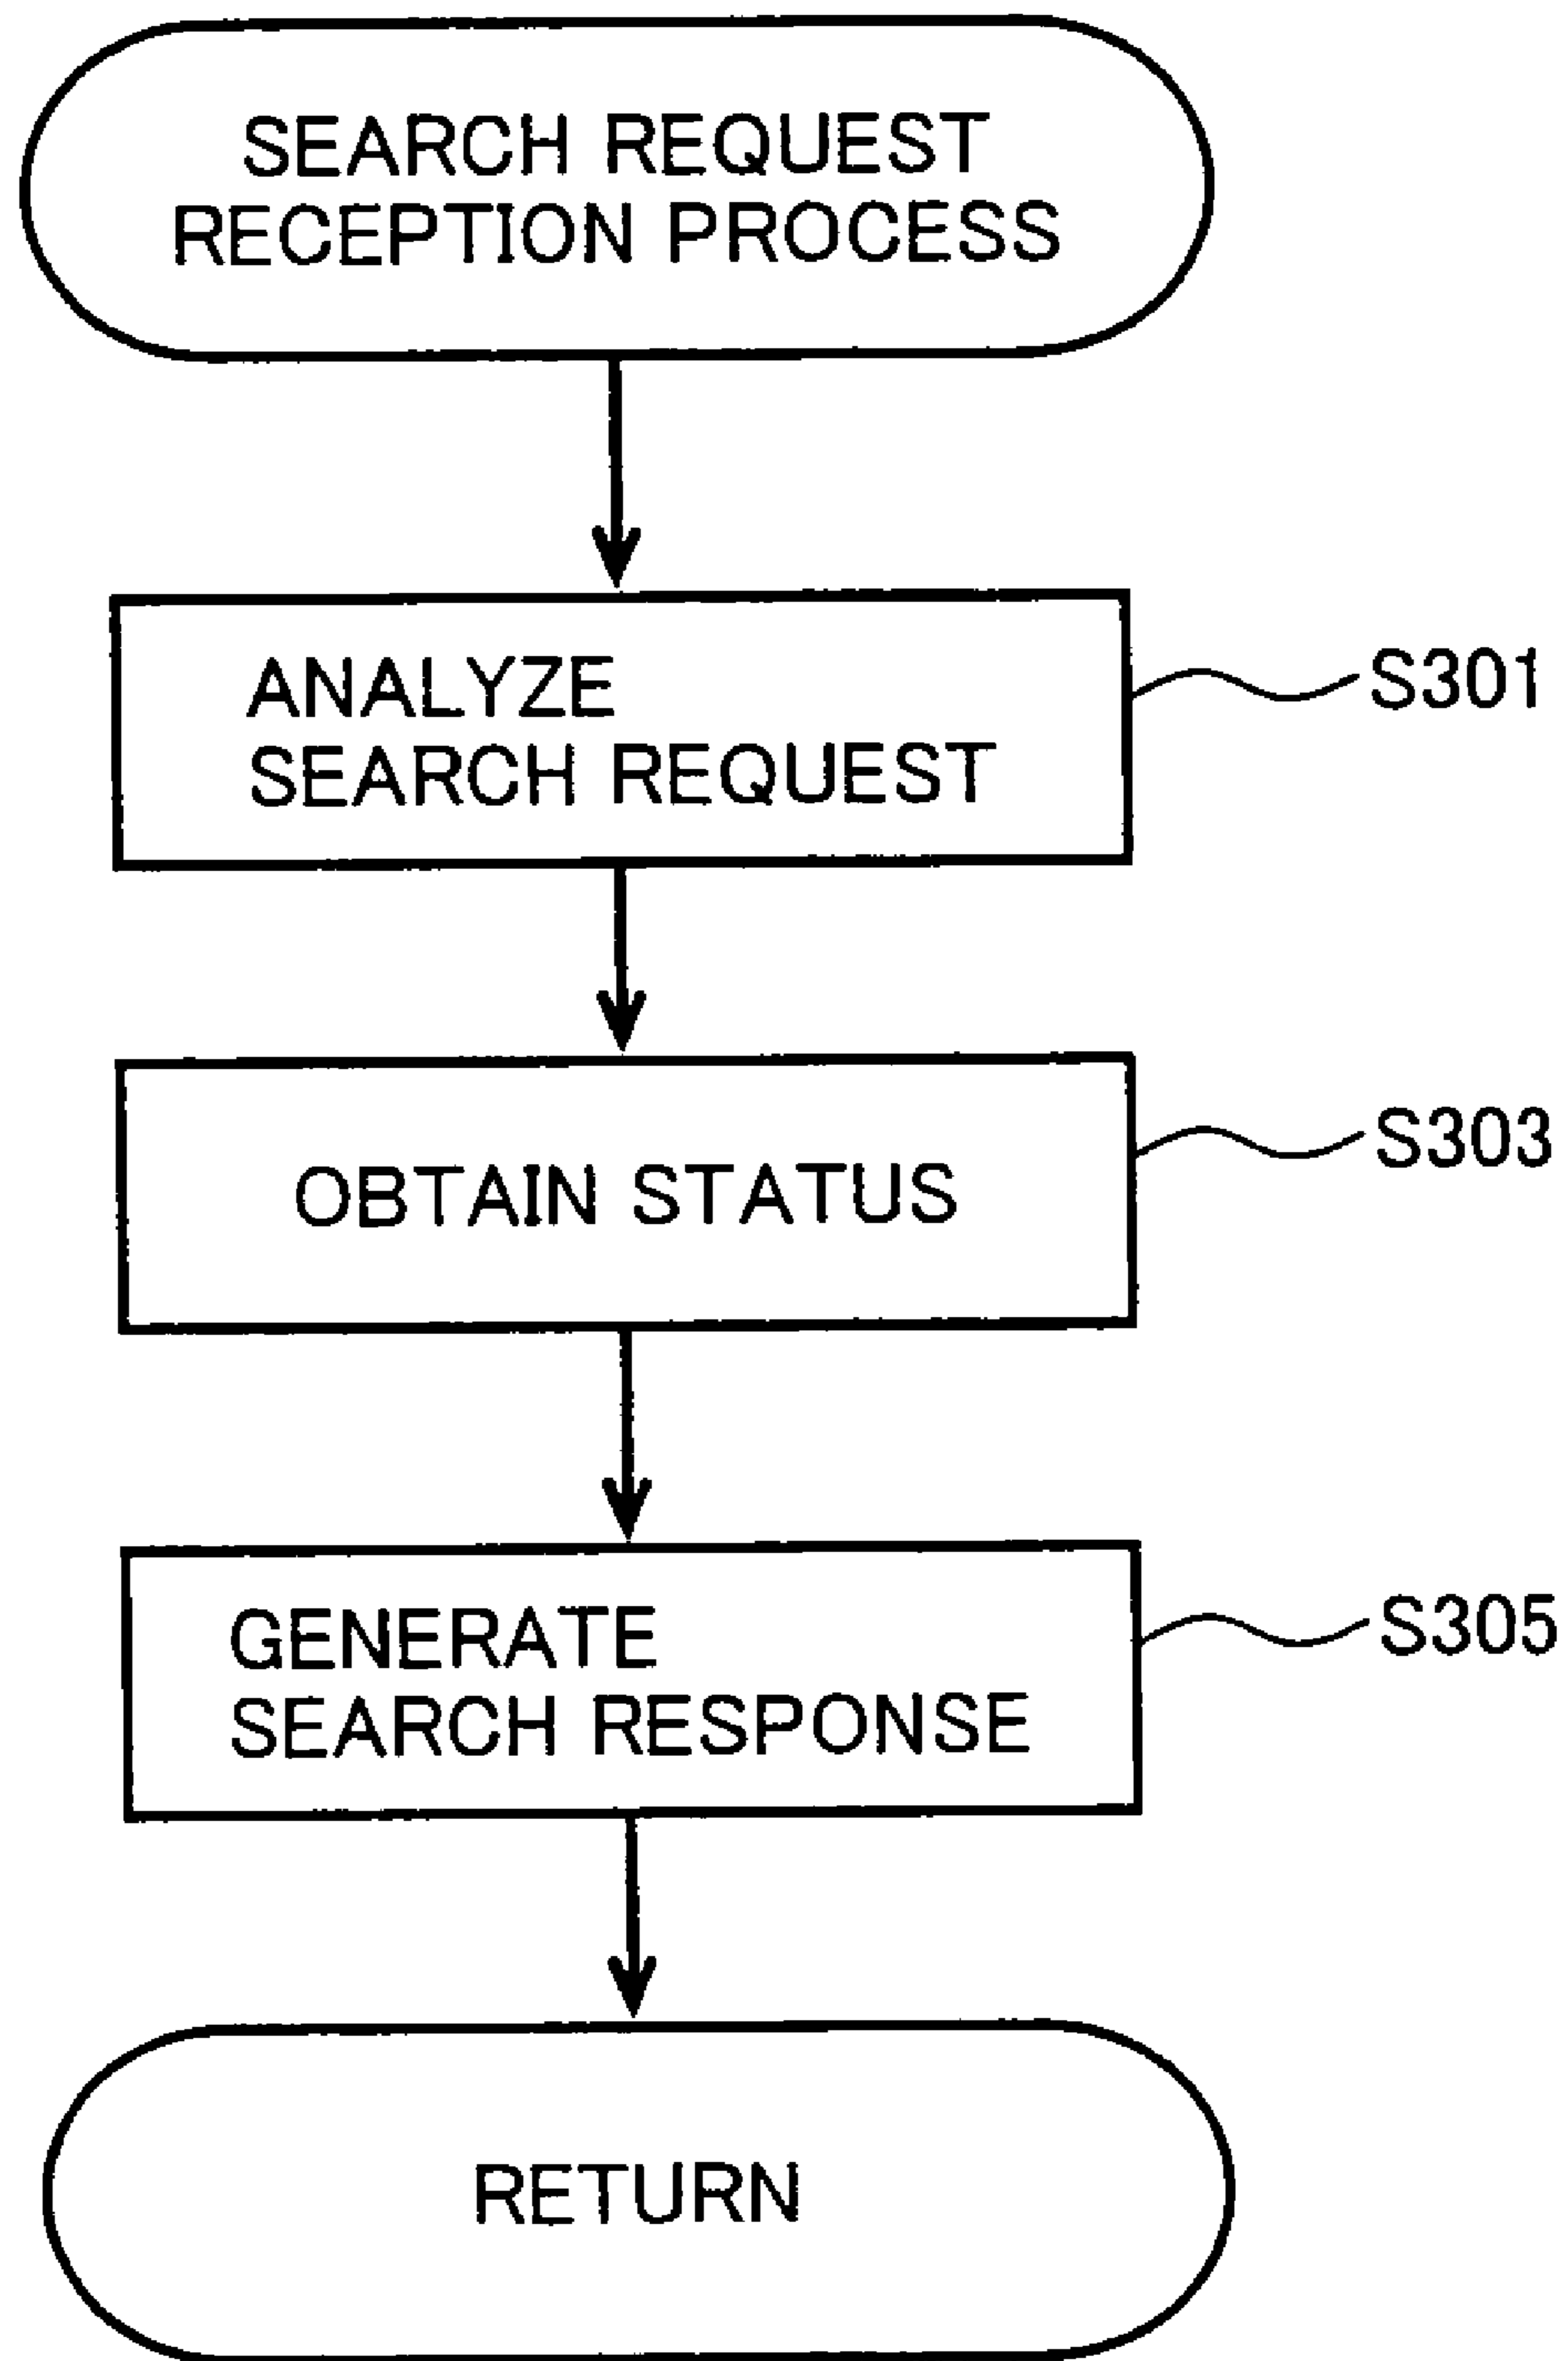 SEARCH REQUEST
RECEPTION PROCESS
ANALYZE
SEARCH REQUEST
S301
OBTAIN STATUS
S303
GENERATE
SEARCH RESPONSE
S305
RETURN